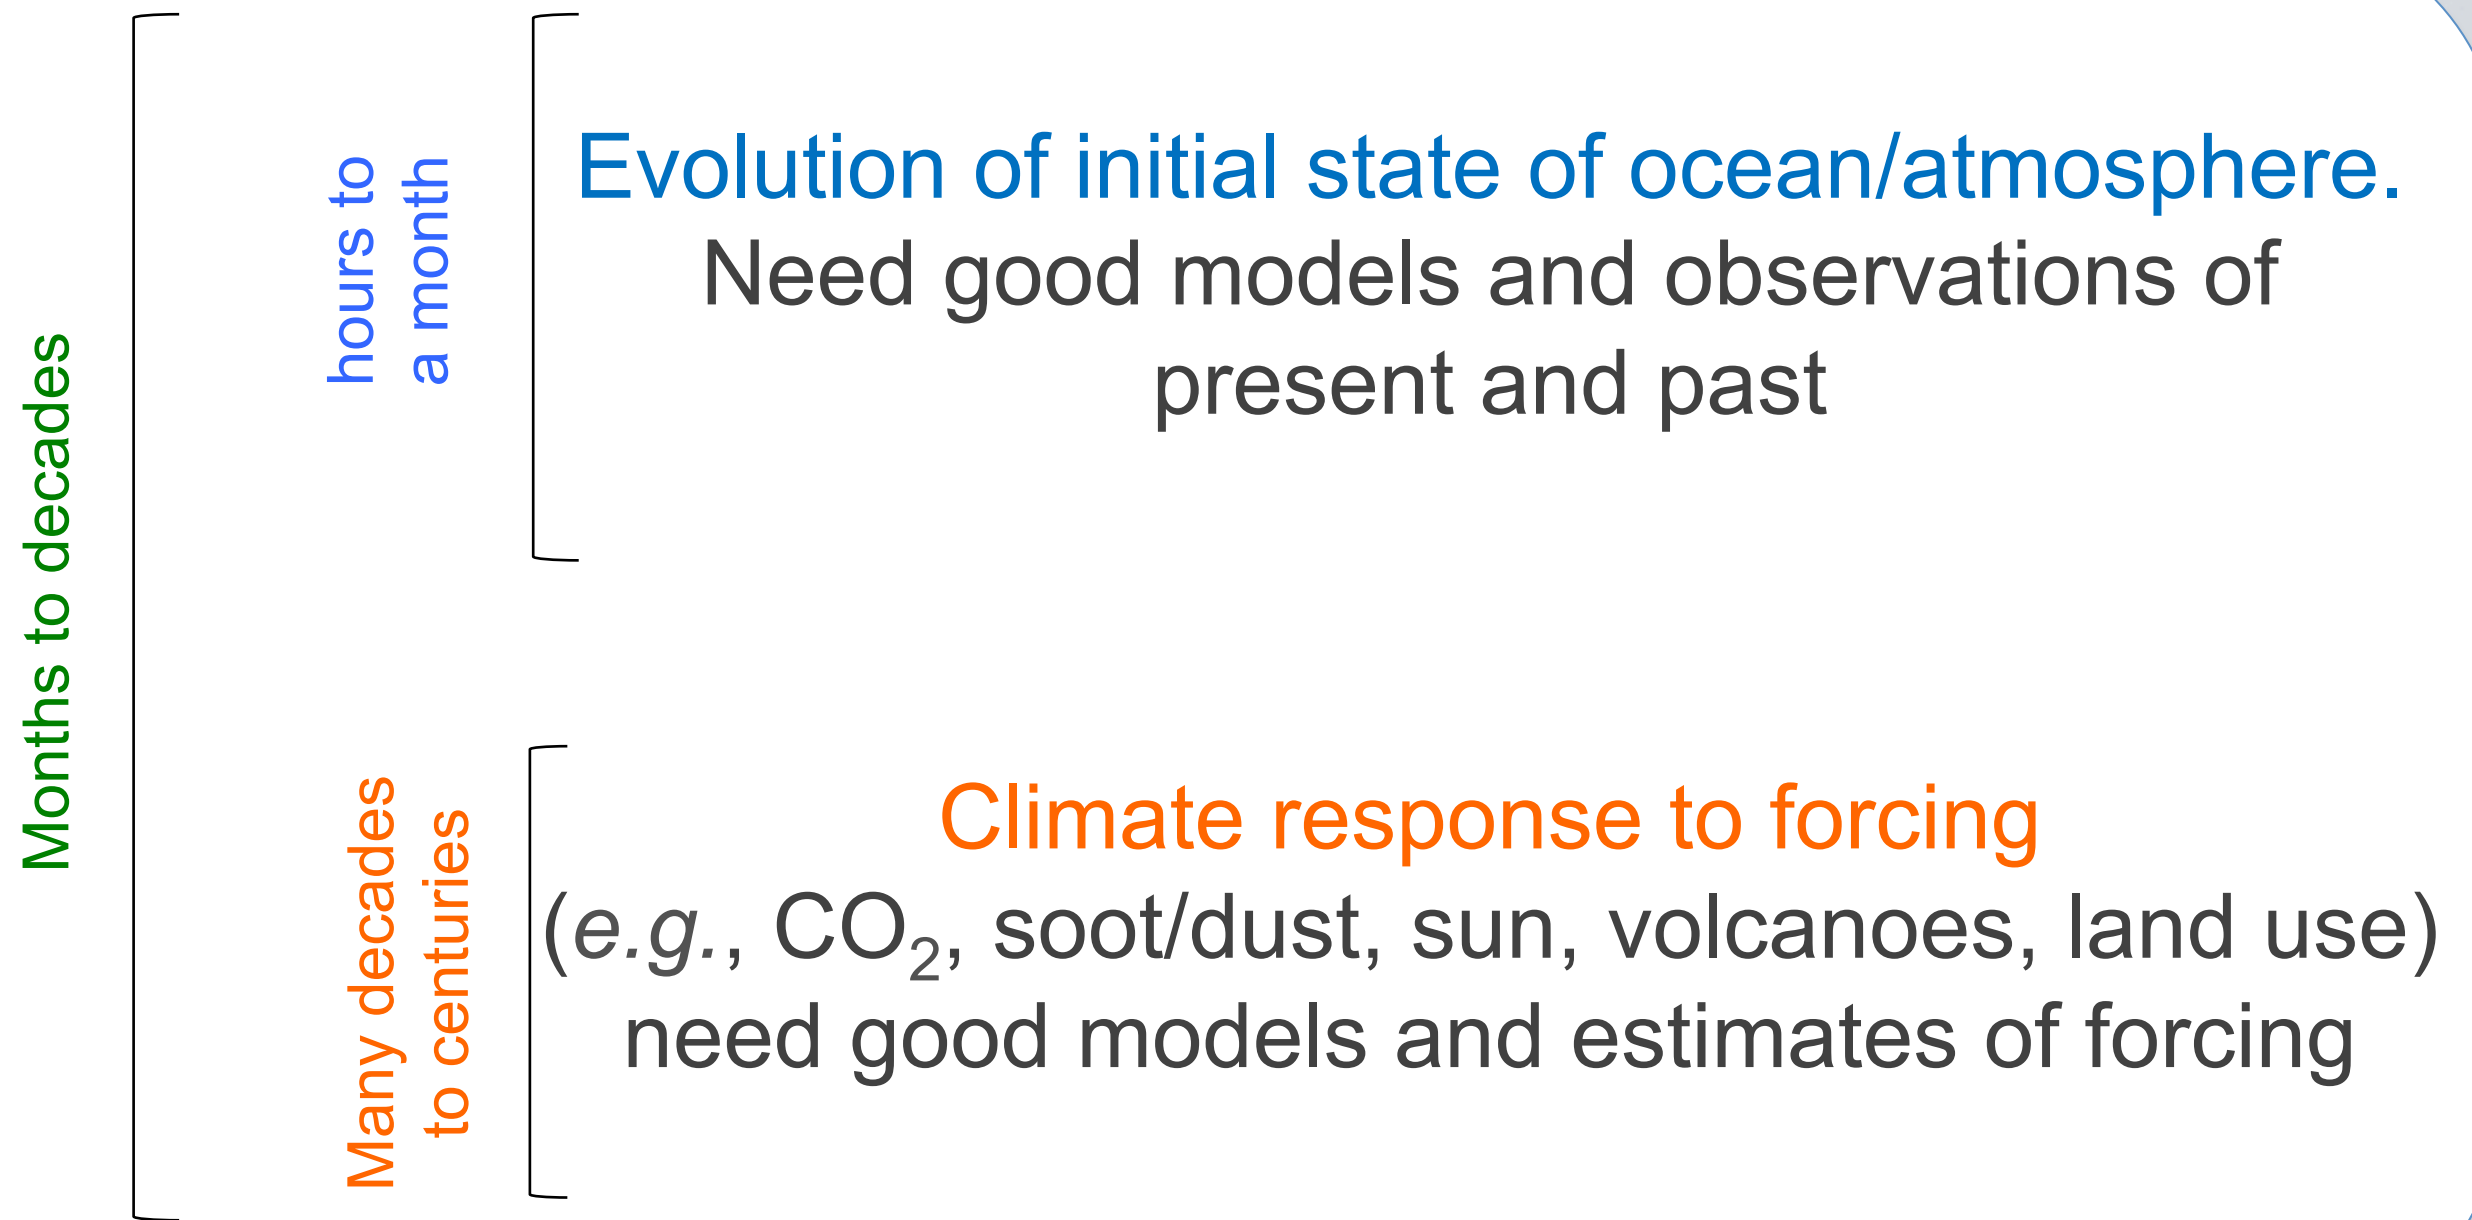 Months to decades
hours to
a month
Evolution of initial state of ocean/atmosphere.
Need good models and observations of
present and past
Many decades
to centuries
Climate response to forcing
(e.g., CO₂, soot/dust, sun, volcanoes, land use)
need good models and estimates of forcing